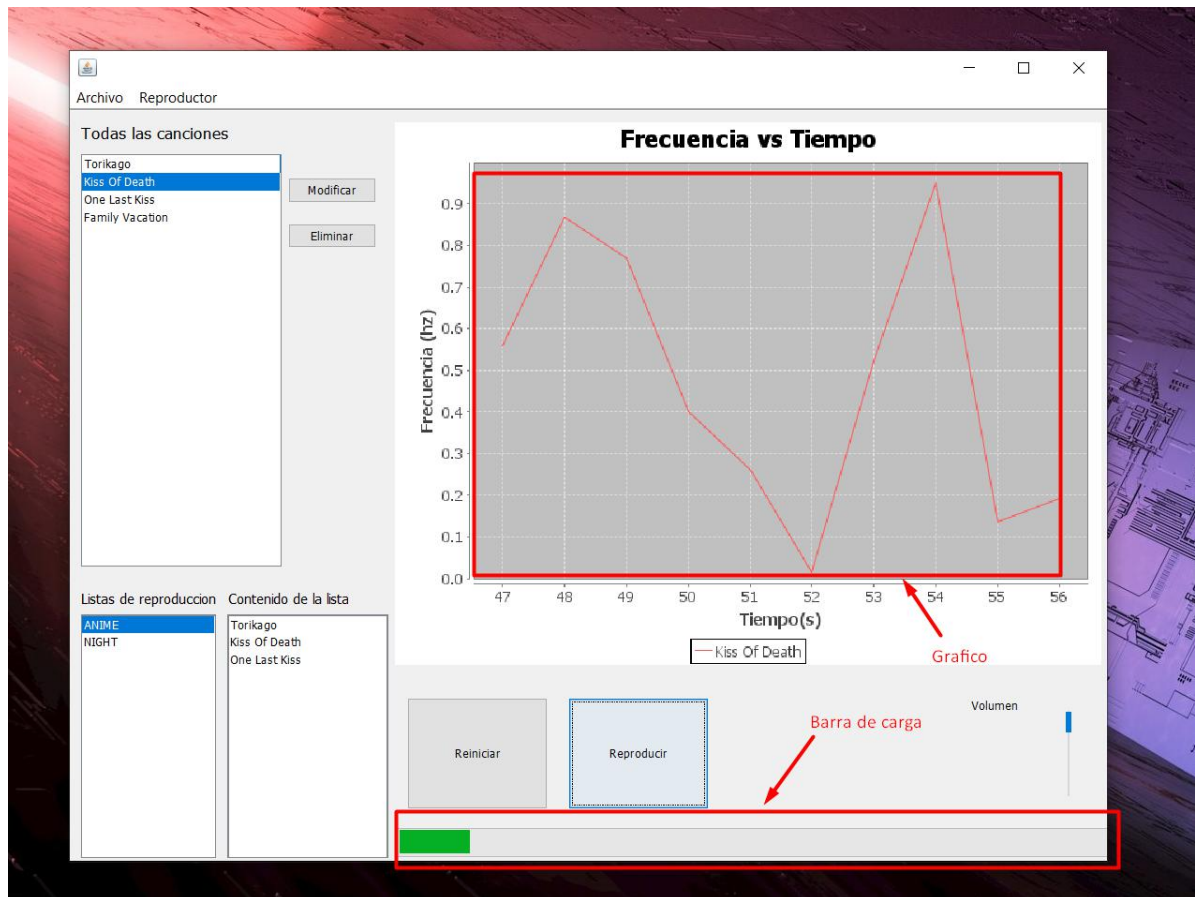 Archivo Reproductor
Todas las canciones
Torikago
Kiss Of Death
One Last Kiss
Family Vacation
Modificar
Eliminar
Frecuencia vs Tiempo
Frecuencia (hz)
0.9
0.8
0.7
0.6
0.5
0.4
0.3
0.2
0.1
0.0
47 48 49 50 51 52 53 54 55 56
Tiempo(s)
Kiss Of Death
Grafico
Listas de reproduccion
ANIME
NIGHT
Contenido de la lista
Torikago
Kiss Of Death
One Last Kiss
Reiniciar
Reproducir
Barra de carga
Volumen